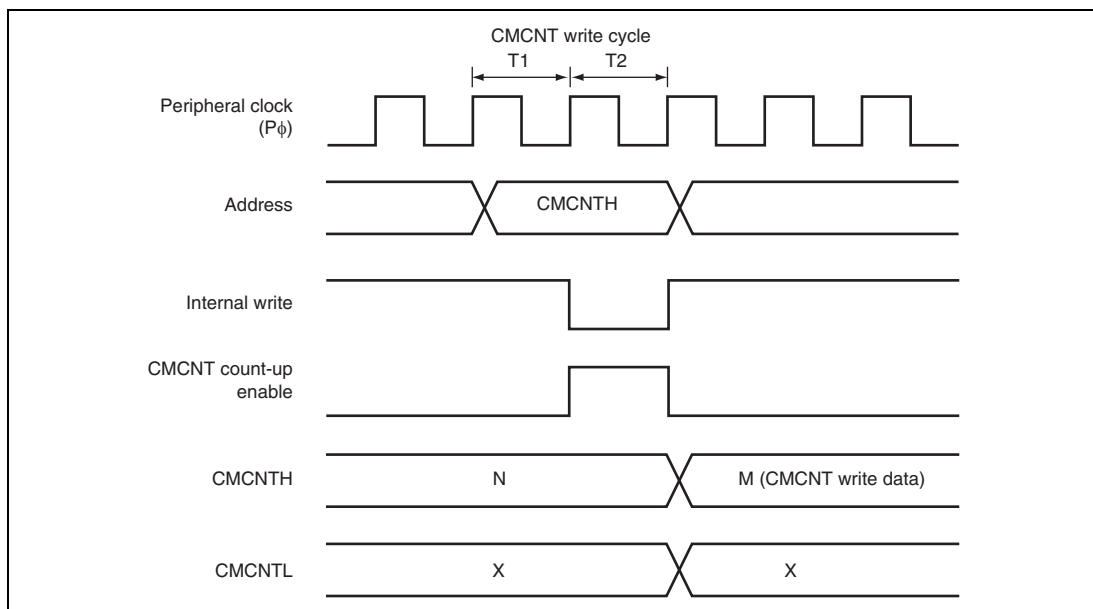 CMCNT write cycle
T1 T2
Peripheral clock
(Pϕ)
Address CMCNTH
Internal write
CMCNT count-up
enable
CMCNTH N M (CMCNT write data)
CMCNTL X X